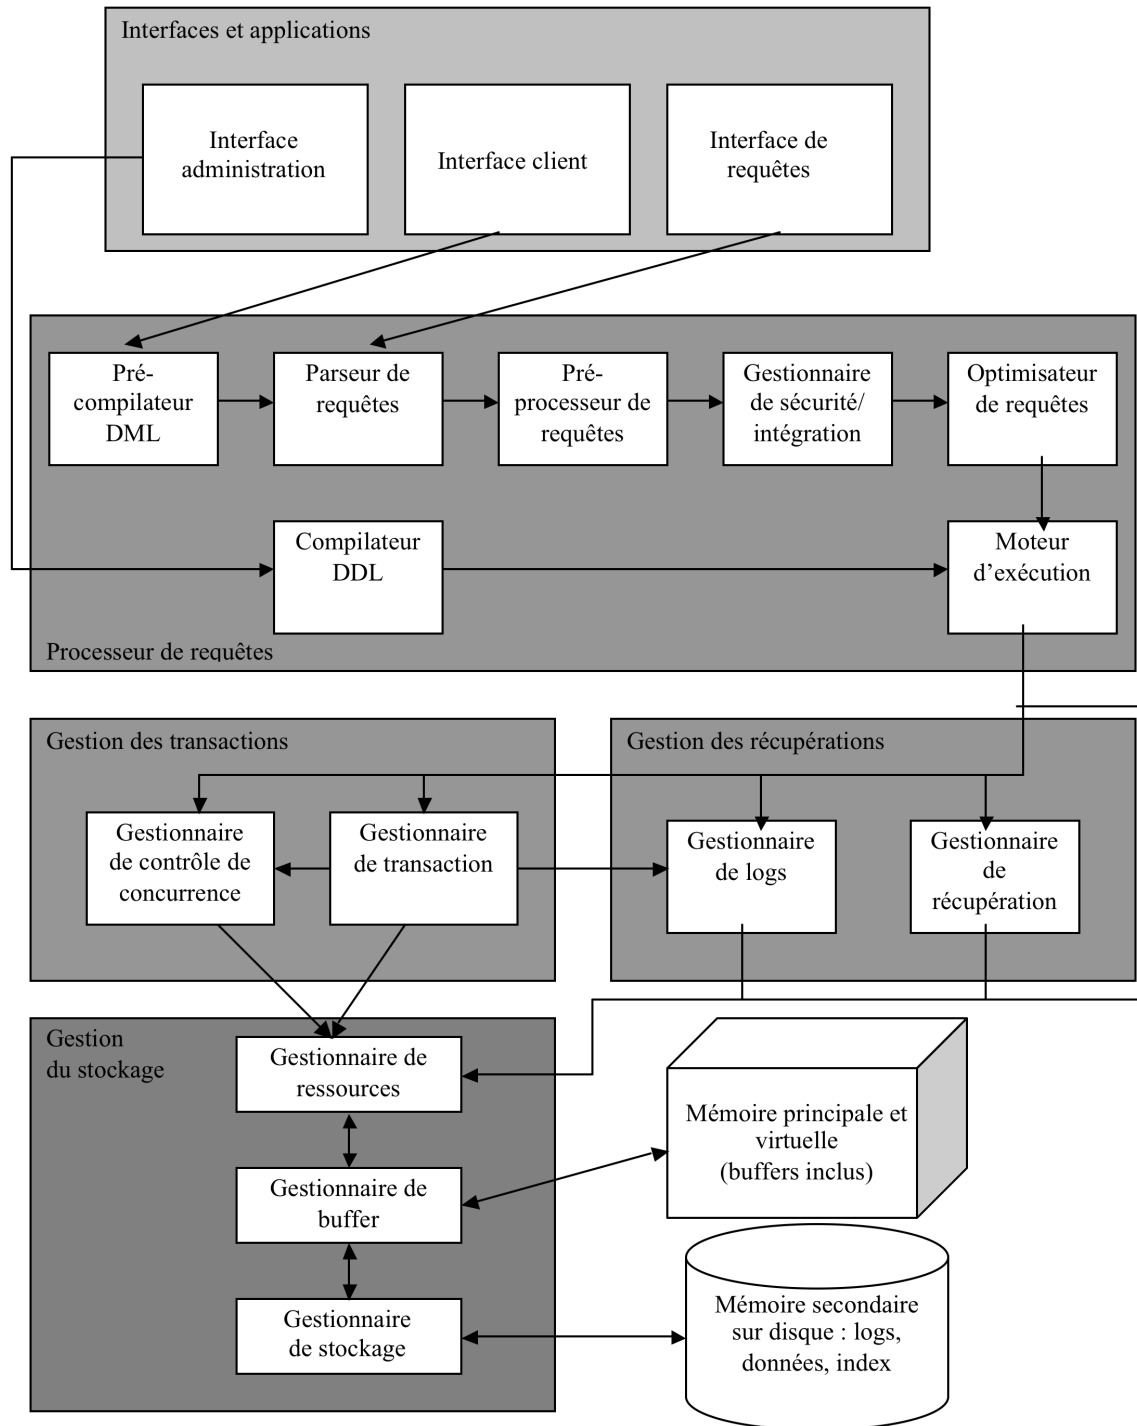 Interfaces et applications
Interface
administration
Interface client
Interface de
requêtes
Pré-
compilateur
DML
Parseur de
requêtes
Pré-
processeur de
requêtes
Gestionnaire
de sécurité/
intégration
Optimisateur
de requêtes
Compilateur
DDL
Moteur
d’exécution
Processeur de requêtes
Gestion des transactions
Gestionnaire
de contrôle de
concurrence
Gestionnaire
de transaction
Gestion des récupérations
Gestionnaire
de logs
Gestionnaire
de
récupération
Gestion
du stockage
Gestionnaire de
ressources
Gestionnaire de
buffer
Gestionnaire
de stockage
Mémoire principale et
virtuelle
(buffers inclus)
Mémoire secondaire
sur disque : logs,
données, index